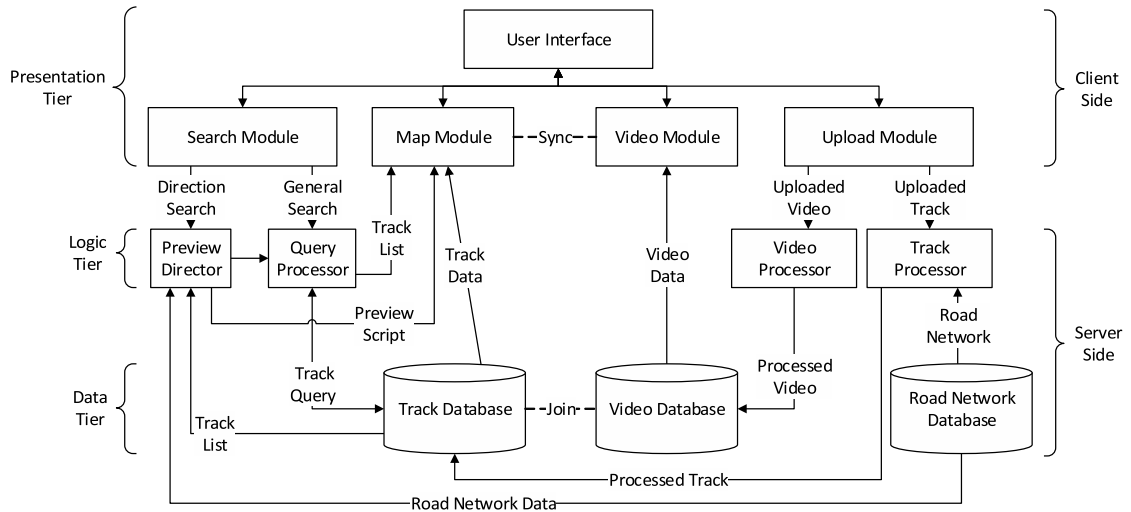 User Interface
Presentation
Tier
Client
Side
Search Module
Map Module
Sync
Video Module
Upload Module
Direction
Search
General
Search
Uploaded
Video
Uploaded
Track
Logic
Tier
Preview
Director
Query
Processor
Track
List
Track
Data
Video
Data
Video
Processor
Track
Processor
Preview
Script
Road
Network
Server
Side
Data
Tier
Track
Query
Track Database
Join
Video Database
Processed
Video
Road Network
Database
Track
List
Processed Track
Road Network Data